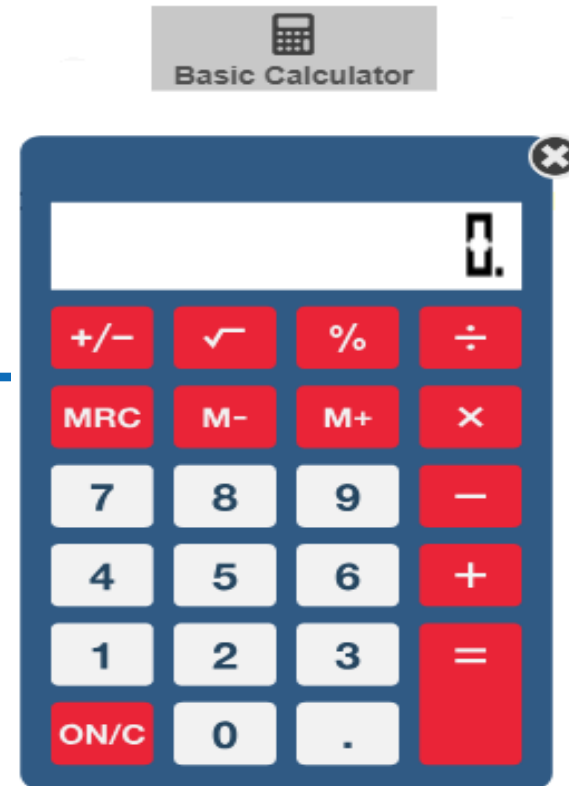 Basic Calculator
0.
+/− √ % ÷
MRC M- M+ ×
7 8 9 −
4 5 6 +
1 2 3 =
ON/C 0 .